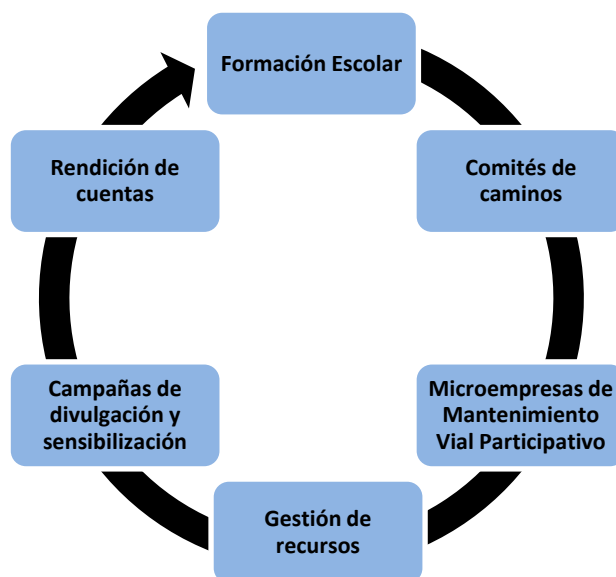 Formación Escolar
Comités de
caminos
Microempresas de
Mantenimiento
Vial Participativo
Gestión de
recursos
Campañas de
divulgación y
sensibilización
Rendición de
cuentas